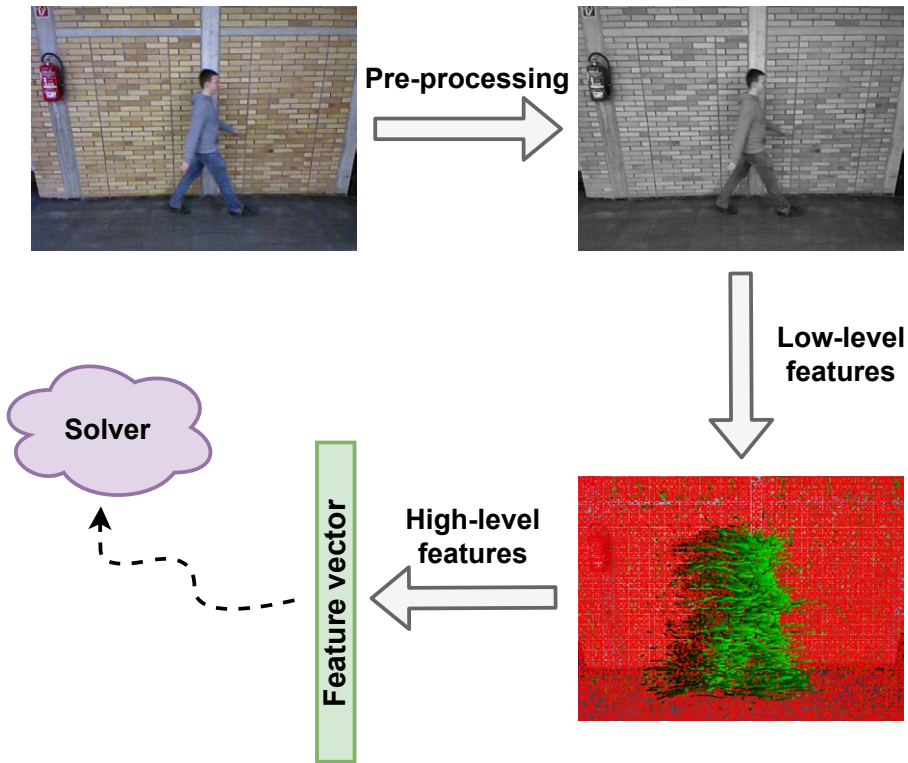 Pre-processing
Low-level
features
High-level
features
Feature vector
Solver